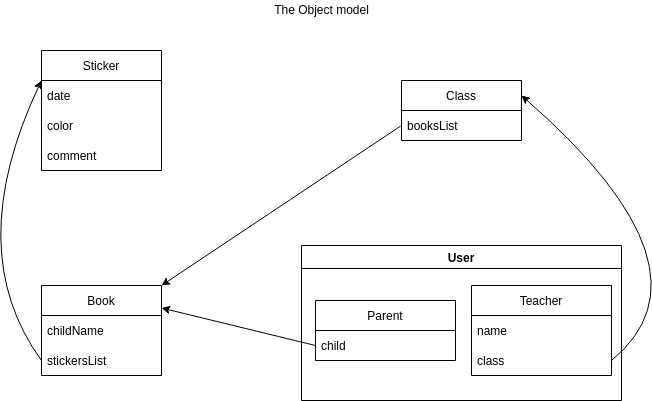 The Object model
Sticker
date
color
comment
Class
booksList
Book
childName
stickersList
User
Parent
child
Teacher
name
class